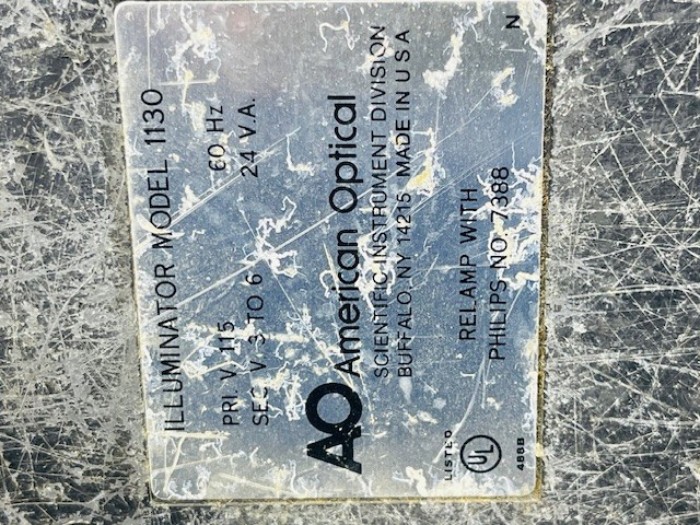 ILLUMINATOR MODEL 1130
PRI. V. 115 60 Hz
SEC. V. 3 TO 6 24 V.A.
AO American Optical
SCIENTIFIC INSTRUMENT DIVISION
BUFFALO, NY 14215 MADE IN U S A
RELAMP WITH
PHILIPS NO. 7388
LISTED
UL
486B
N